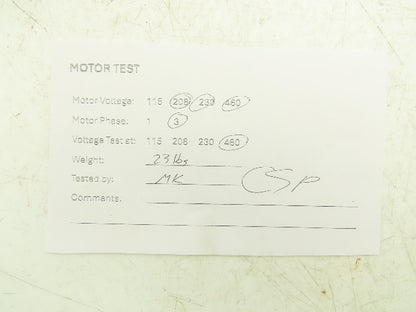 MOTOR TEST
Motor Voltage: 115 208 230 460
Motor Phase: 1 3
Voltage Test at: 115 208 230 460
Weight: 23 lbs
Tested by: MK CSP
Comments: